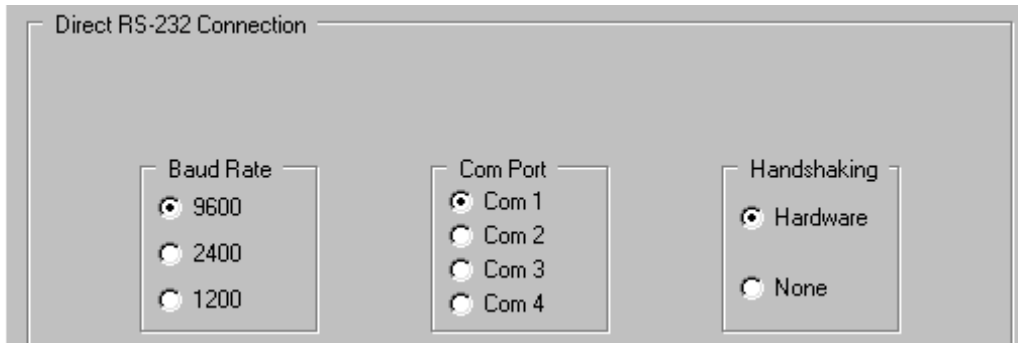 Direct RS-232 Connection
Baud Rate
9600
2400
1200
Com Port
Com 1
Com 2
Com 3
Com 4
Handshaking
Hardware
None